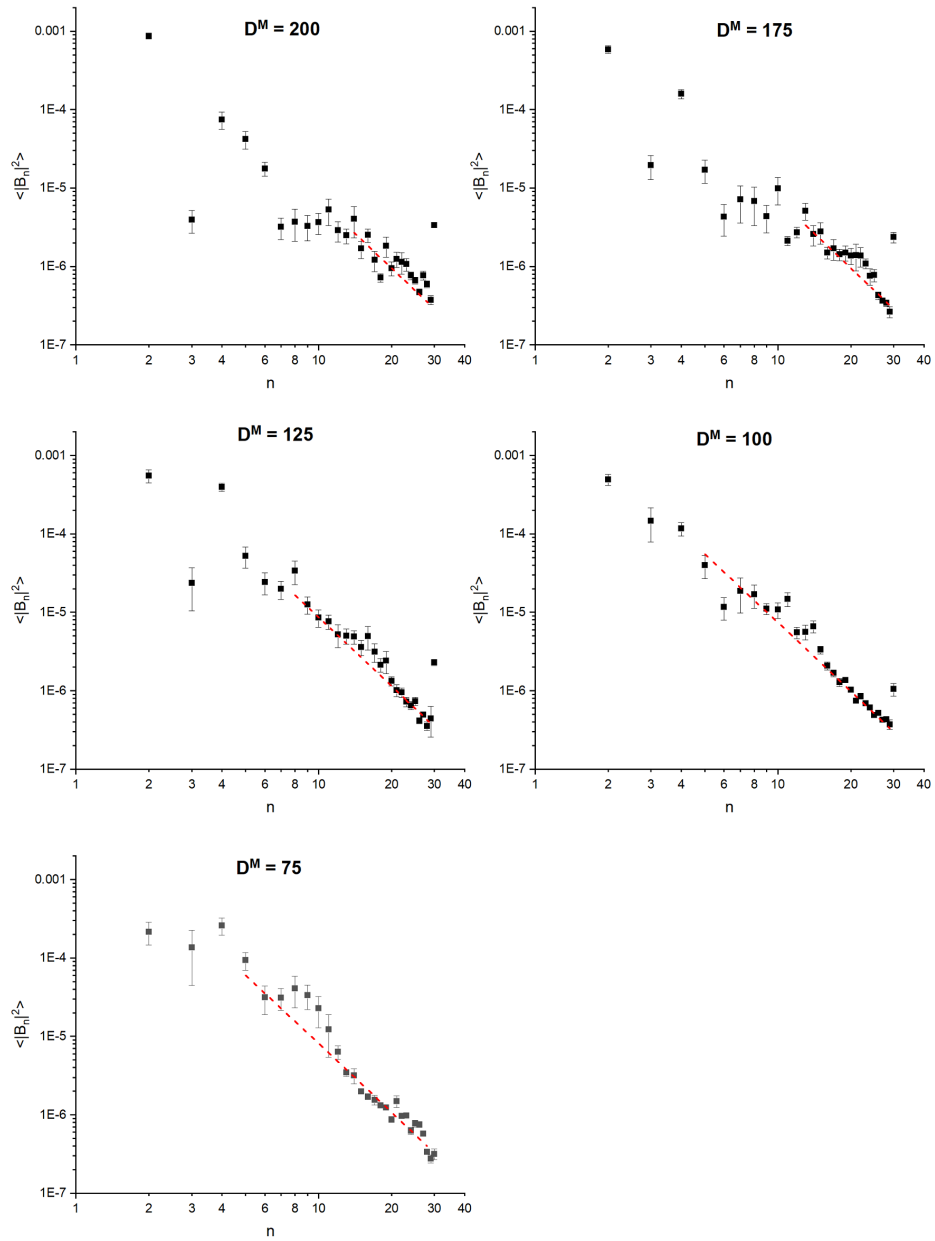 D^M = 200
0.001
1E-4
1E-5
1E-6
1E-7
<|B_n|^2>
1 2 3 4 6 8 10 20 30 40
n
D^M = 175
0.001
1E-4
1E-5
1E-6
1E-7
<|B_n|^2>
1 2 3 4 6 8 10 20 30 40
n
D^M = 125
0.001
1E-4
1E-5
1E-6
1E-7
<|B_n|^2>
1 2 3 4 6 8 10 20 30 40
n
D^M = 100
0.001
1E-4
1E-5
1E-6
1E-7
<|B_n|^2>
1 2 3 4 6 8 10 20 30 40
n
D^M = 75
0.001
1E-4
1E-5
1E-6
1E-7
<|B_n|^2>
1 2 3 4 6 8 10 20 30 40
n